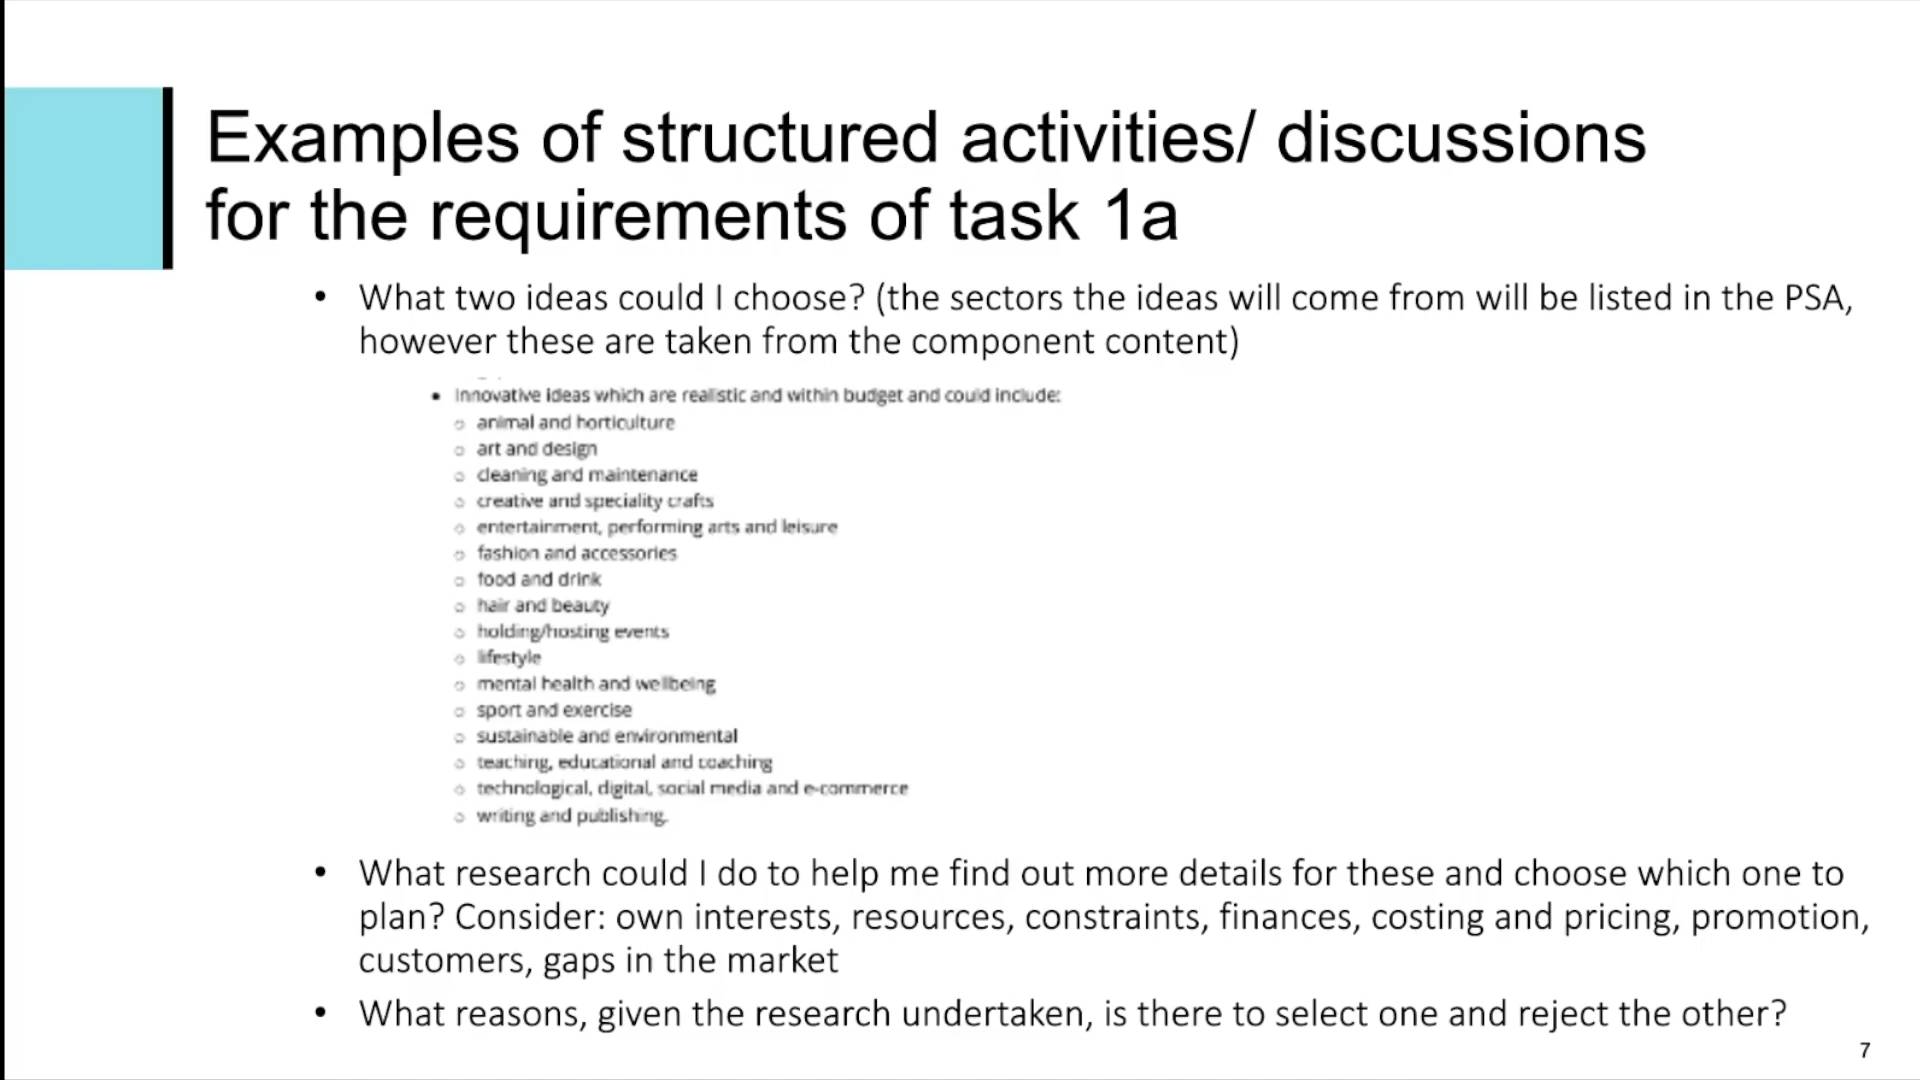 Examples of structured activities/ discussions
for the requirements of task 1a
• What two ideas could I choose? (the sectors the ideas will come from will be listed in the PSA,
however these are taken from the component content)
• Innovative ideas which are realistic and within budget and could include:
○ animal and horticulture
○ art and design
○ cleaning and maintenance
○ creative and speciality crafts
○ entertainment, performing arts and leisure
○ fashion and accessories
○ food and drink
○ hair and beauty
○ holding/hosting events
○ lifestyle
○ mental health and wellbeing
○ sport and exercise
○ sustainable and environmental
○ teaching, educational and coaching
○ technological, digital, social media and e-commerce
○ writing and publishing.
• What research could I do to help me find out more details for these and choose which one to
plan? Consider: own interests, resources, constraints, finances, costing and pricing, promotion,
customers, gaps in the market
• What reasons, given the research undertaken, is there to select one and reject the other?
7